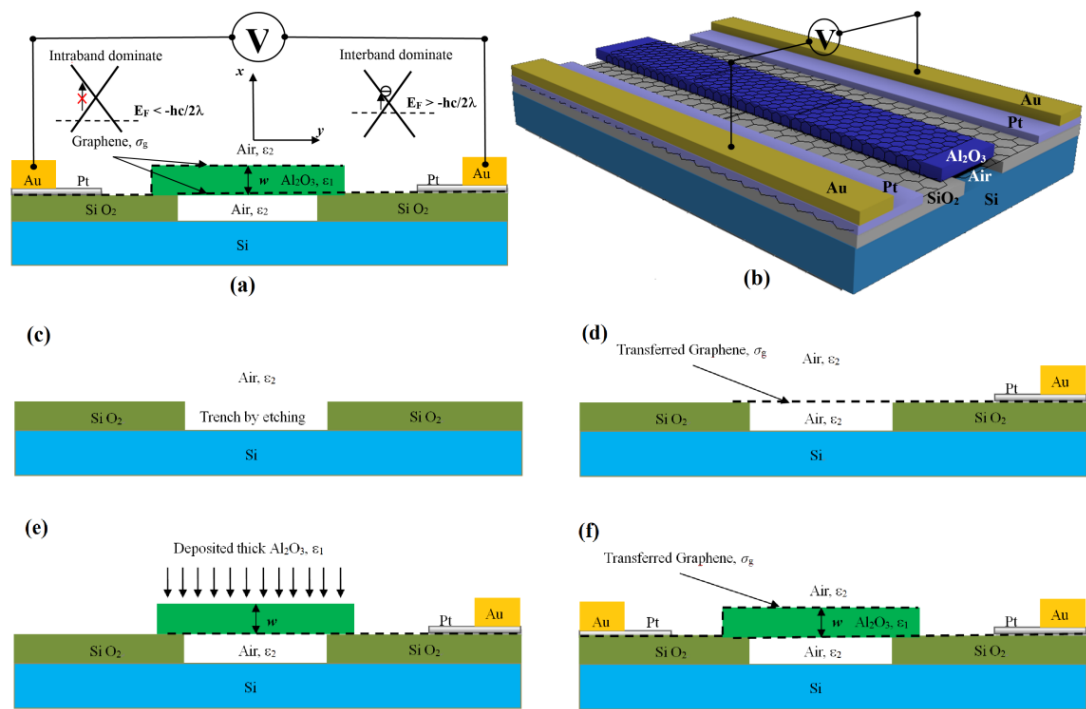 V
Intraband dominate
x
Interband dominate
E_F < -hc/2λ
E_F > -hc/2λ
Graphene, σ_g
y
Air, ε₂
Au
Pt
w
Al₂O₃, ε₁
Pt
Au
Si O₂
Air, ε₂
Si O₂
Si
(a)
V
Au
Pt
Al₂O₃
Air
Au
Pt
SiO₂
Si
(b)
(c)
Air, ε₂
Si O₂
Trench by etching
Si O₂
Si
(d)
Transferred Graphene, σ_g
Air, ε₂
Pt
Au
Si O₂
Air, ε₂
Si O₂
Si
(e)
Deposited thick Al₂O₃, ε₁
w
Pt
Au
Si O₂
Air, ε₂
Si O₂
Si
(f)
Transferred Graphene, σ_g
Air, ε₂
Au
Pt
w
Al₂O₃, ε₁
Pt
Au
Si O₂
Air, ε₂
Si O₂
Si